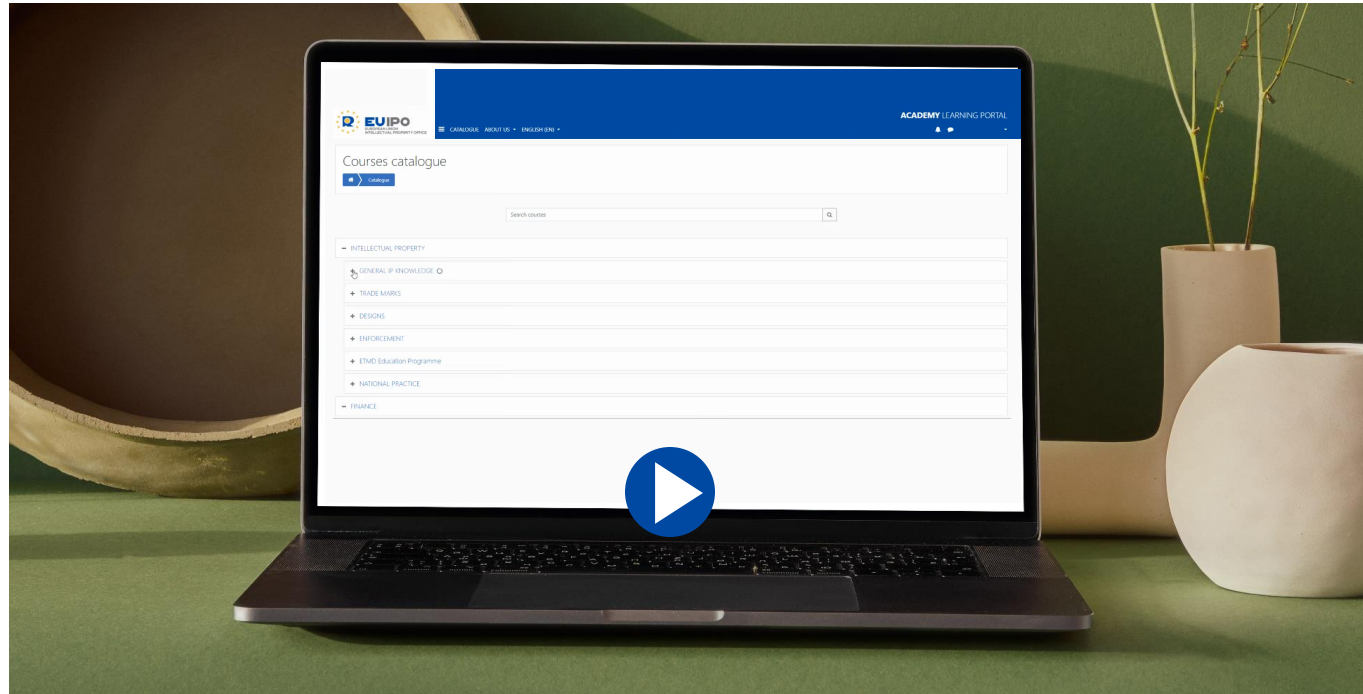 EUIPO
EUROPEAN UNION
INTELLECTUAL PROPERTY OFFICE
CATALOGUE ABOUT US ENGLISH (EN)
ACADEMY LEARNING PORTAL
Courses catalogue
Catalogue
Search courses
INTELLECTUAL PROPERTY
GENERAL IP KNOWLEDGE
TRADE MARKS
DESIGNS
ENFORCEMENT
ETMD Education Programme
NATIONAL PRACTICE
FINANCE